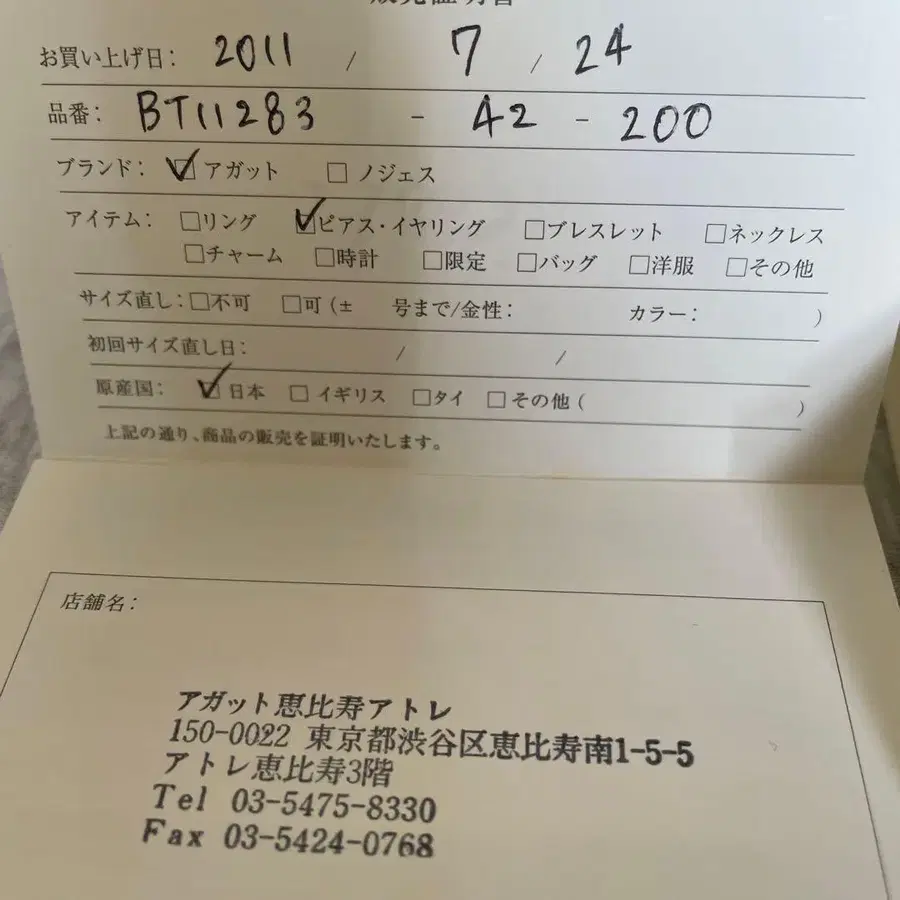 販売証明書
お買い上げ日: 2011 / 7 / 24
品番: BT11283 - 42 - 200
ブランド: ☑アガット □ノジェス
アイテム: □リング ☑ピアス・イヤリング □ブレスレット □ネックレス
□チャーム □時計 □限定 □バッグ □洋服 □その他
サイズ直し: □不可 □可 (± 号まで/金性: カラー: )
初回サイズ直し日: / /
原産国: ☑日本 □イギリス □タイ □その他 ( )
上記の通り、商品の販売を証明いたします。
店舗名:
アガット恵比寿アトレ
150-0022 東京都渋谷区恵比寿南1-5-5
アトレ恵比寿3階
Tel 03-5475-8330
Fax 03-5424-0768